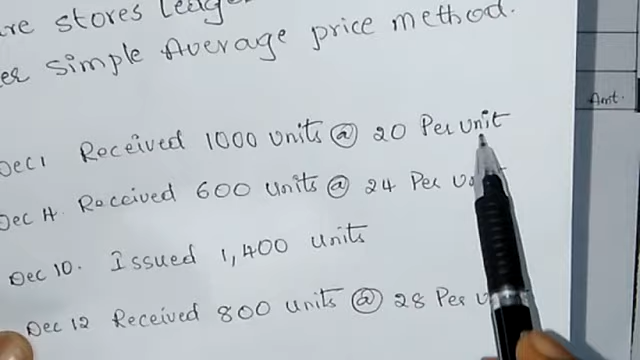 stores Ledge
simple Average price method.
Dec 1 Received 1000 units @ 20 Per unit
Dec 4. Received 600 units @ 24 Per
Dec 10. Issued 1,400 units
Dec 12 Received 800 units @ 28 Per
Amt.